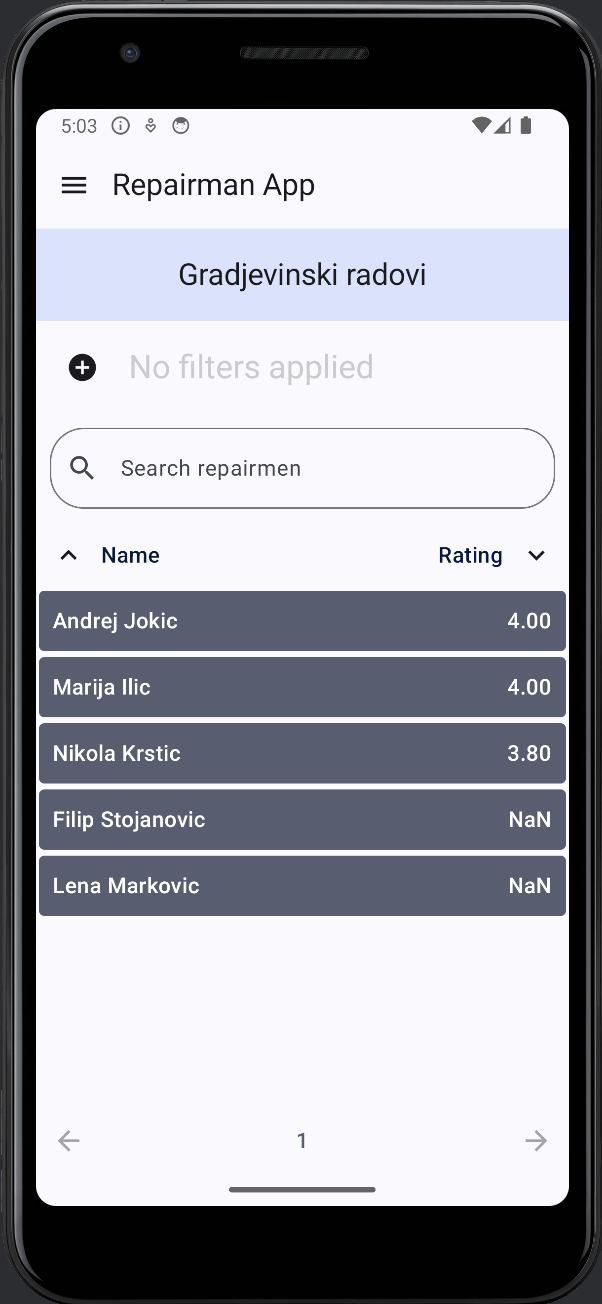 5:03
Repairman App
Gradjevinski radovi
No filters applied
Search repairmen
Name Rating
Andrej Jokic 4.00
Marija Ilic 4.00
Nikola Krstic 3.80
Filip Stojanovic NaN
Lena Markovic NaN
1